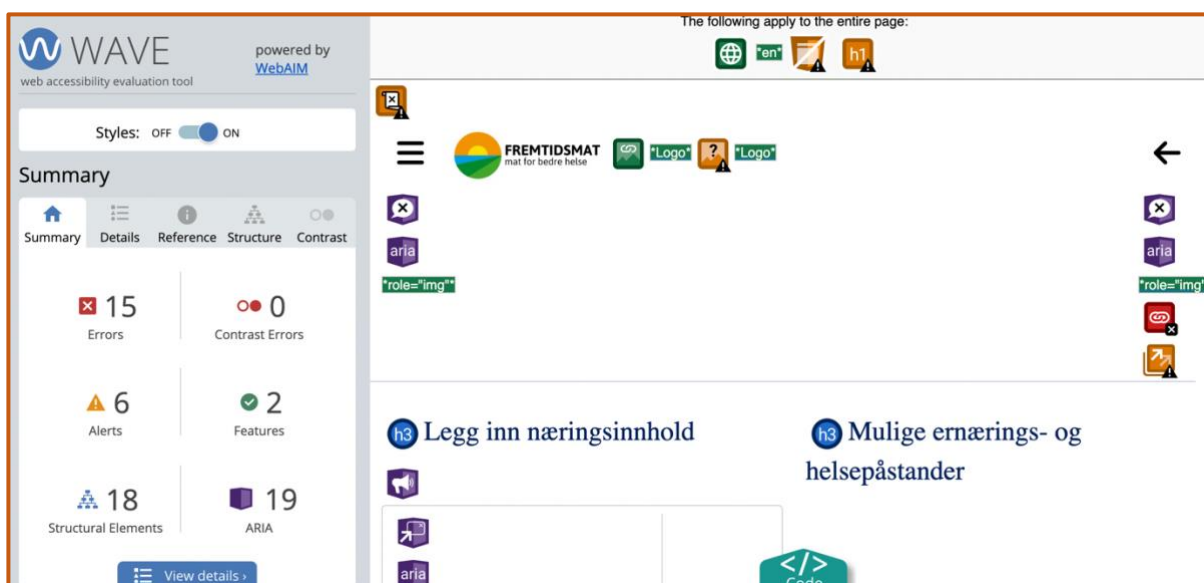 WAVE
web accessibility evaluation tool
powered by
WebAIM
Styles: OFF ON
Summary
Summary Details Reference Structure Contrast
15
Errors
0
Contrast Errors
6
Alerts
2
Features
18
Structural Elements
19
ARIA
View details ›
The following apply to the entire page:
*en* h1
FREMTIDSMAT
mat for bedre helse
*Logo* ? *Logo*
aria
*role="img"*
aria
*role="img"
h3 Legg inn næringsinnhold
aria
h3 Mulige ernærings- og
helsepåstander
</>
Code